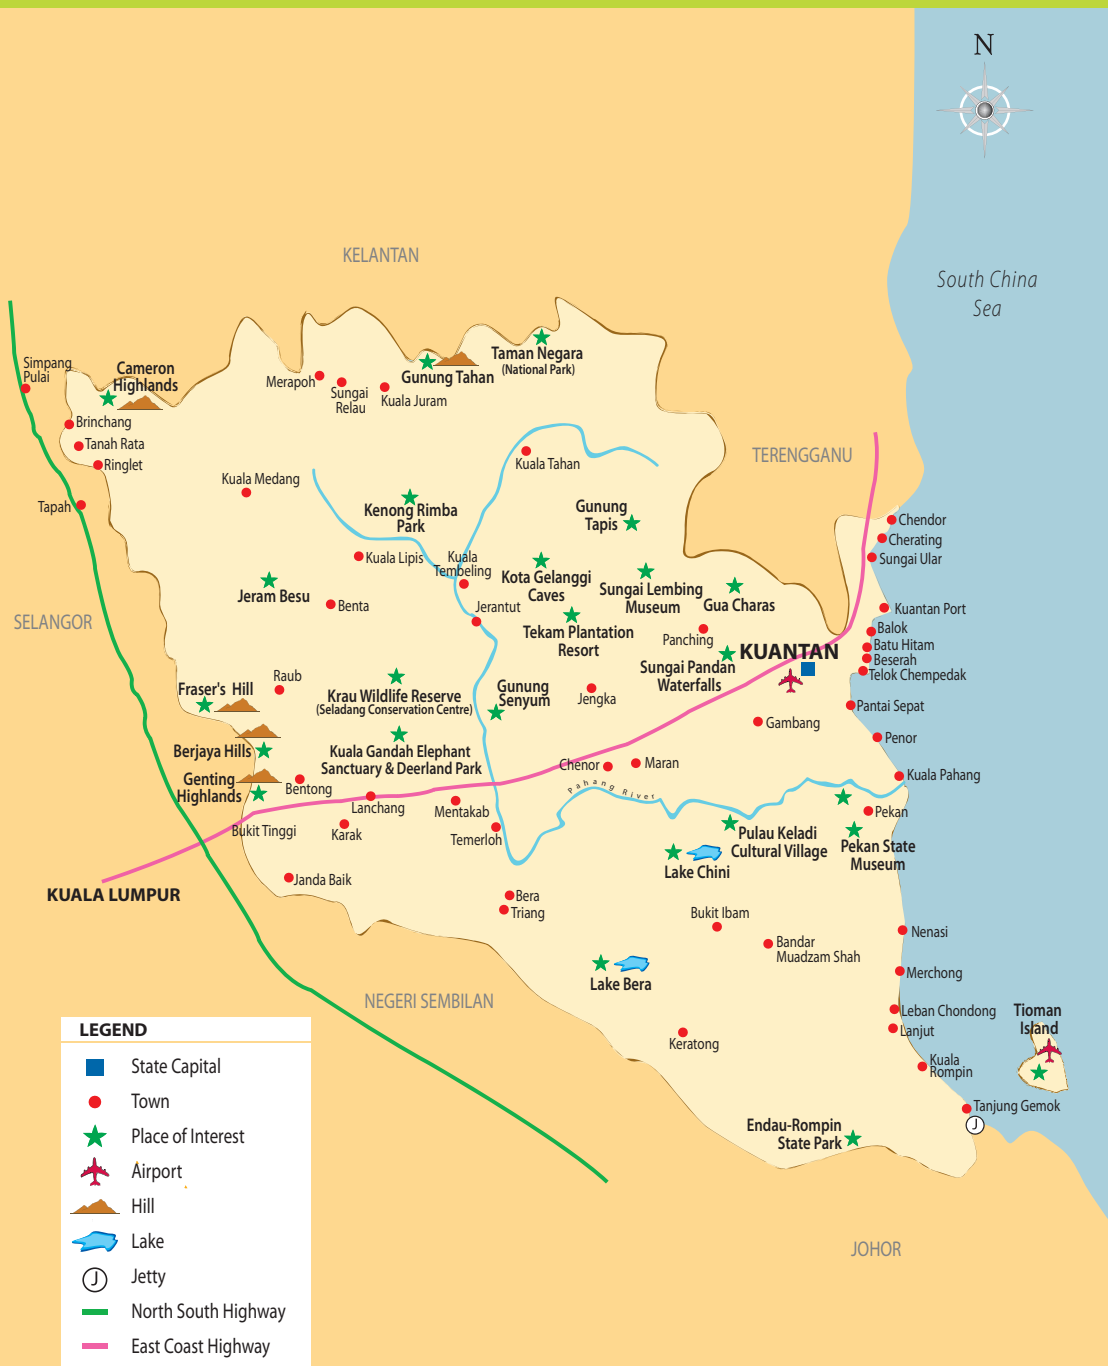 N
South China
Sea
KELANTAN
Simpang
Pulai
Cameron
Highlands
Merapoh
Sungai
Relau
Kuala Juram
Gunung Tahan
Taman Negara
(National Park)
Brinchang
Tanah Rata
Ringlet
Tapah
Kuala Medang
Kuala Tahan
TERENGGANU
Kenong Rimba
Park
Gunung
Tapis
Chendor
Cherating
Sungai Ular
Kuala Lipis
Kuala
Tembeling
Kota Gelanggi
Caves
Sungai Lembing
Museum
Gua Charas
Jeram Besu
Benta
Jerantut
Tekam Plantation
Resort
SELANGOR
Kuantan Port
Balok
Batu Hitam
Beserah
Telok Chempedak
Panching
KUANTAN
Sungai Pandan
Waterfalls
Raub
Fraser's Hill
Krau Wildlife Reserve
(Seladang Conservation Centre)
Gunung
Senyum
Jengka
Pantai Sepat
Gambang
Penor
Berjaya Hills
Kuala Gandah Elephant
Sanctuary & Deerland Park
Chenor
Maran
Kuala Pahang
Genting
Highlands
Bentong
Pahang River
Lanchang
Mentakab
Temerloh
Bukit Tinggi
Karak
Pekan
Pulau Keladi
Cultural Village
Pekan State
Museum
Lake Chini
KUALA LUMPUR
Janda Baik
Bera
Triang
Bukit Ibam
Bandar
Muadzam Shah
Nenasi
Merchong
Lake Bera
NEGERI SEMBILAN
Leban Chondong
Lanjut
Tioman
Island
Keratong
Kuala
Rompin
Tanjung Gemok
J
Endau-Rompin
State Park
JOHOR
LEGEND
State Capital
Town
Place of Interest
Airport
Hill
Lake
J
Jetty
North South Highway
East Coast Highway